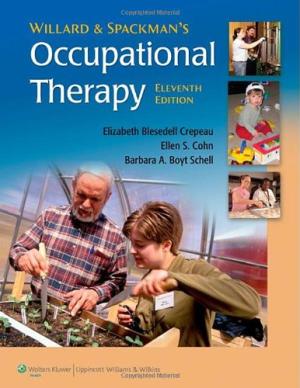 WILLARD & SPACKMAN'S
Occupational
Therapy ELEVENTH
EDITION
Elizabeth Blesedell Crepeau
Ellen S. Cohn
Barbara A. Boyt Schell
Wolters Kluwer | Lippincott Williams & Wilkins